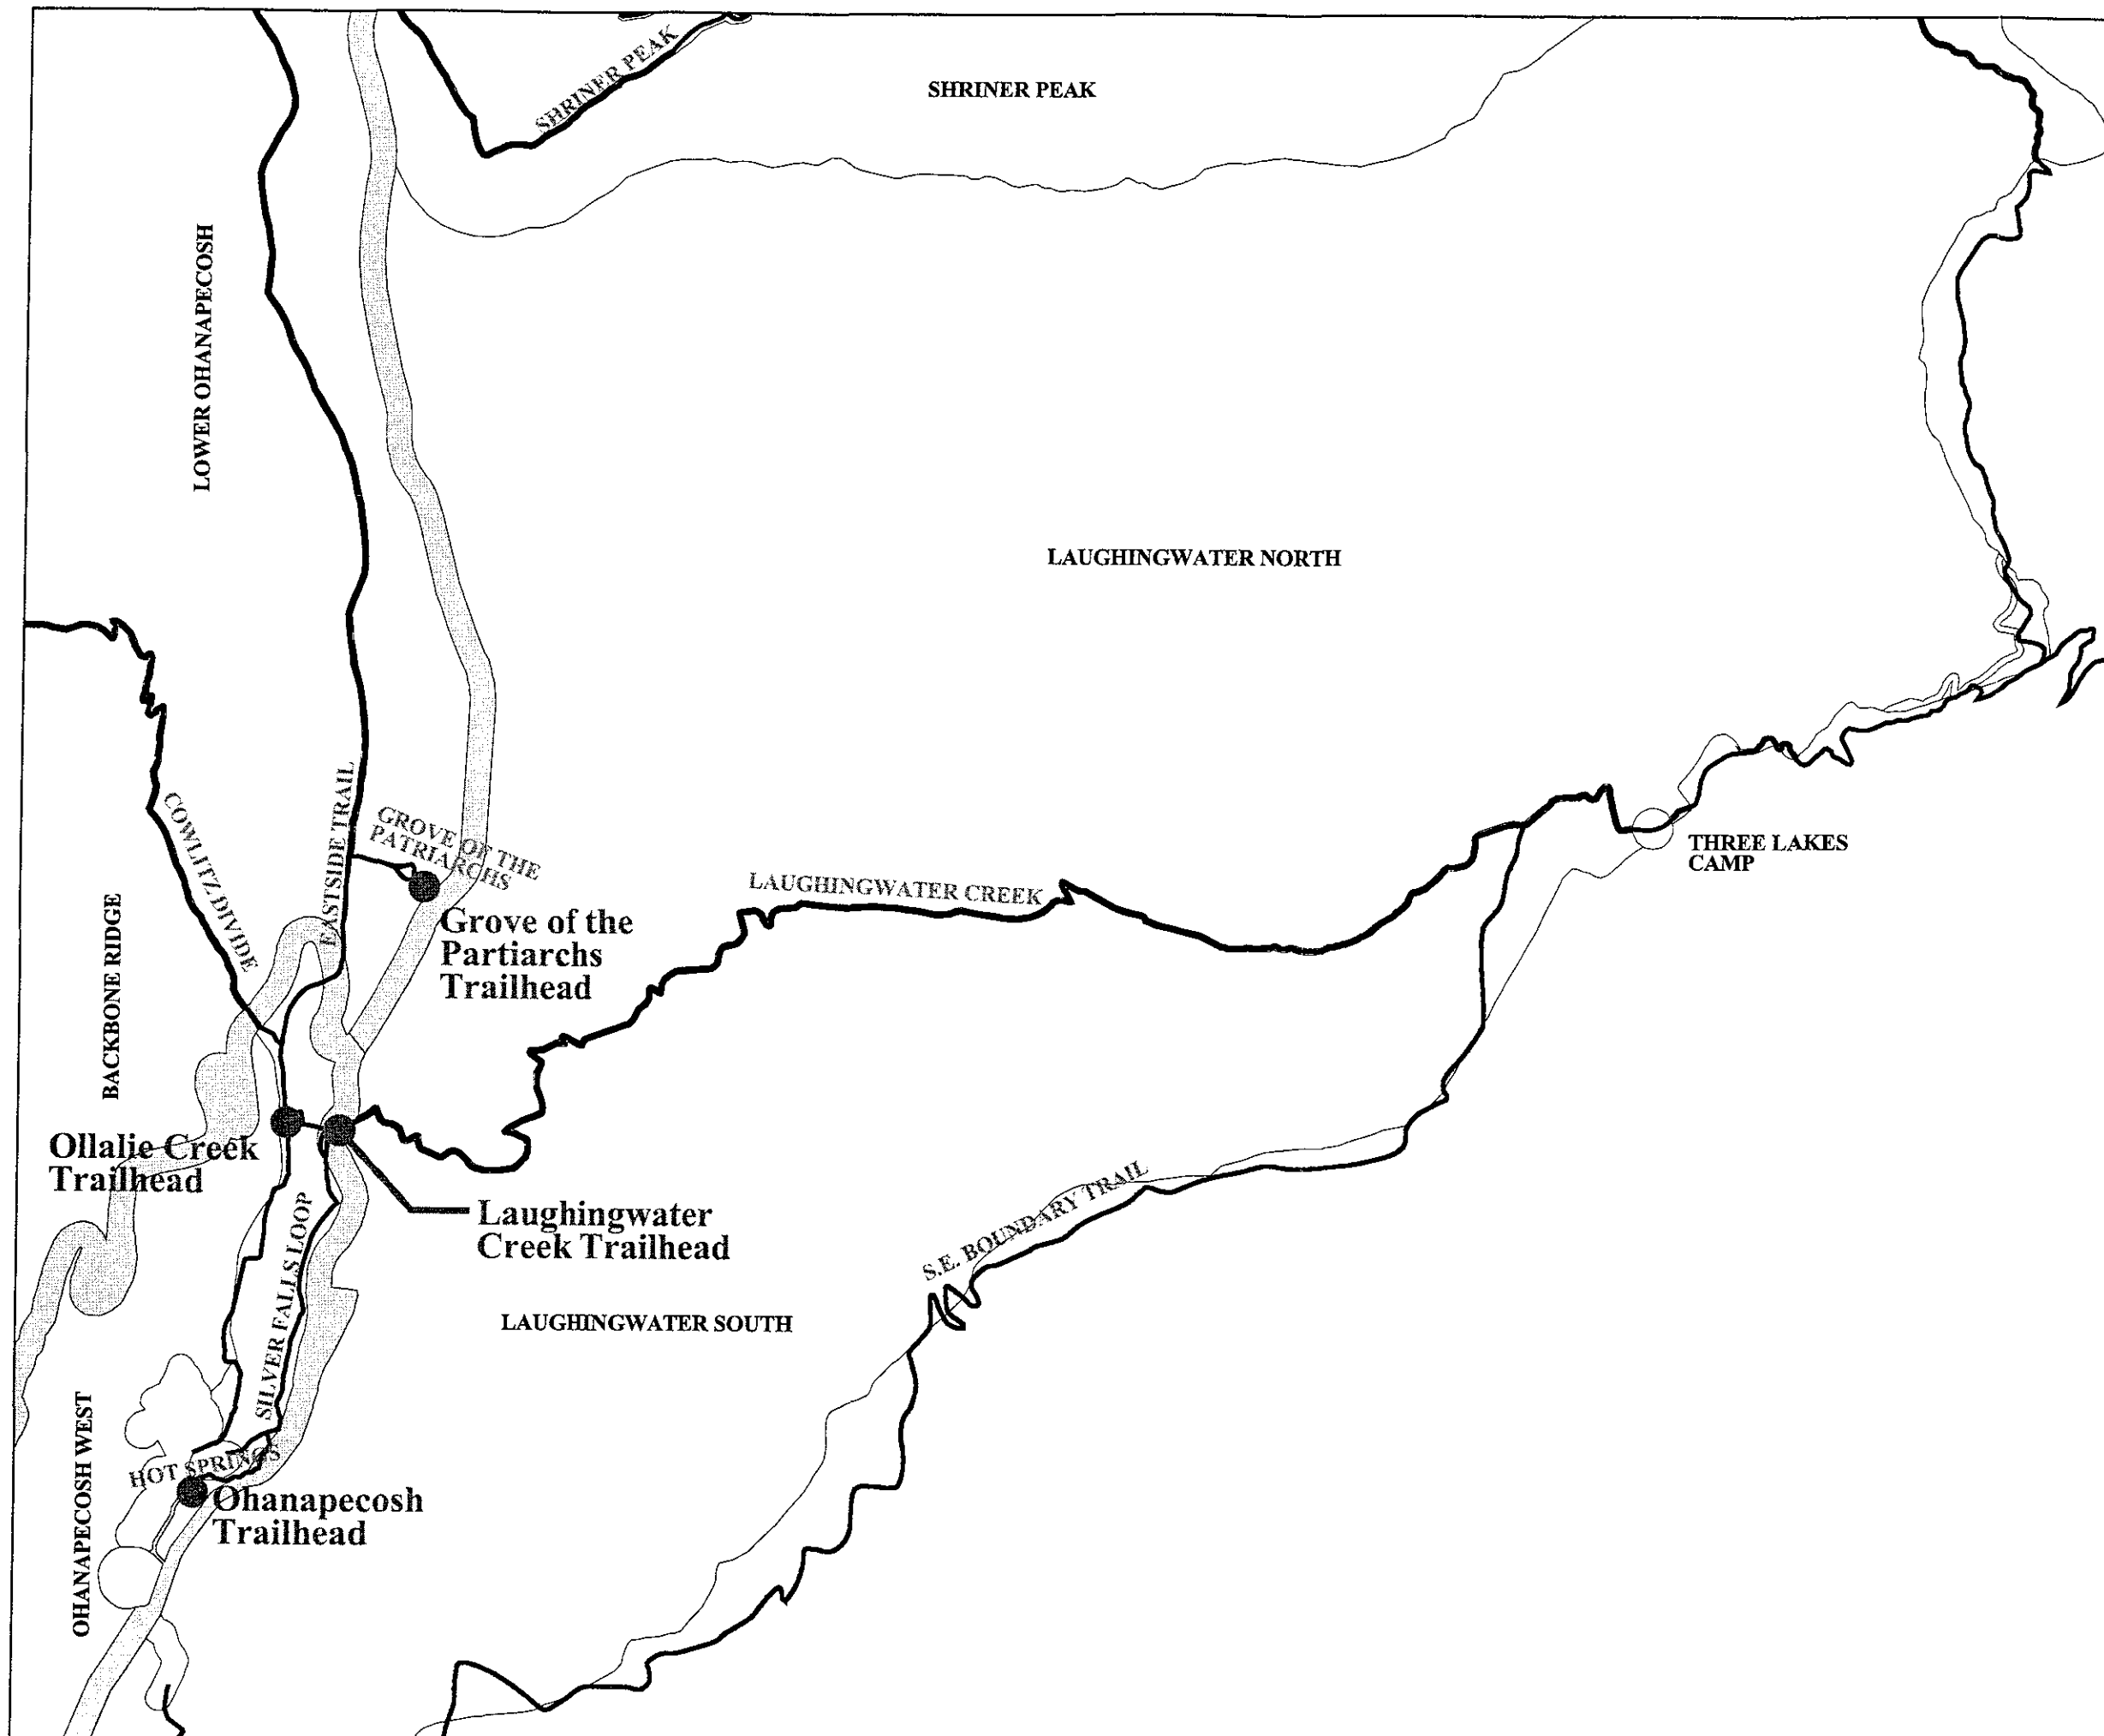 SHRINER PEAK
SHRINER PEAK
LOWER OHANAPECOSH
LAUGHINGWATER NORTH
COWLITZ DIVIDE
EASTSIDE TRAIL
GROVE OF THE
PATRIARCHS
THREE LAKES
CAMP
LAUGHINGWATER CREEK
Grove of the
Partiarchs
Trailhead
BACKBONE RIDGE
Ollalie Creek
Trailhead
Laughingwater
Creek Trailhead
S.E. BOUNDARY TRAIL
SILVER FALLS LOOP
LAUGHINGWATER SOUTH
OHANAPECOSH WEST
HOT SPRINGS
Ohanapecosh
Trailhead